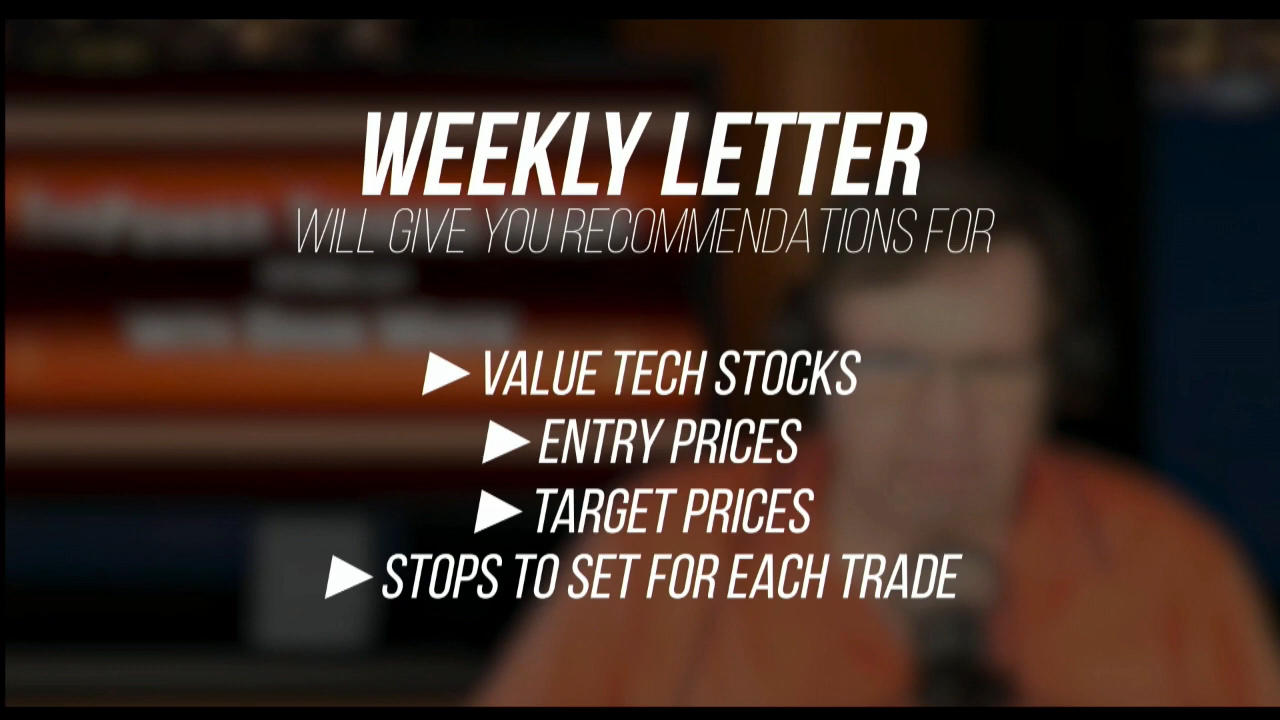 WEEKLY LETTER
WILL GIVE YOU RECOMMENDATIONS FOR
▶ VALUE TECH STOCKS
▶ ENTRY PRICES
▶ TARGET PRICES
▶ STOPS TO SET FOR EACH TRADE